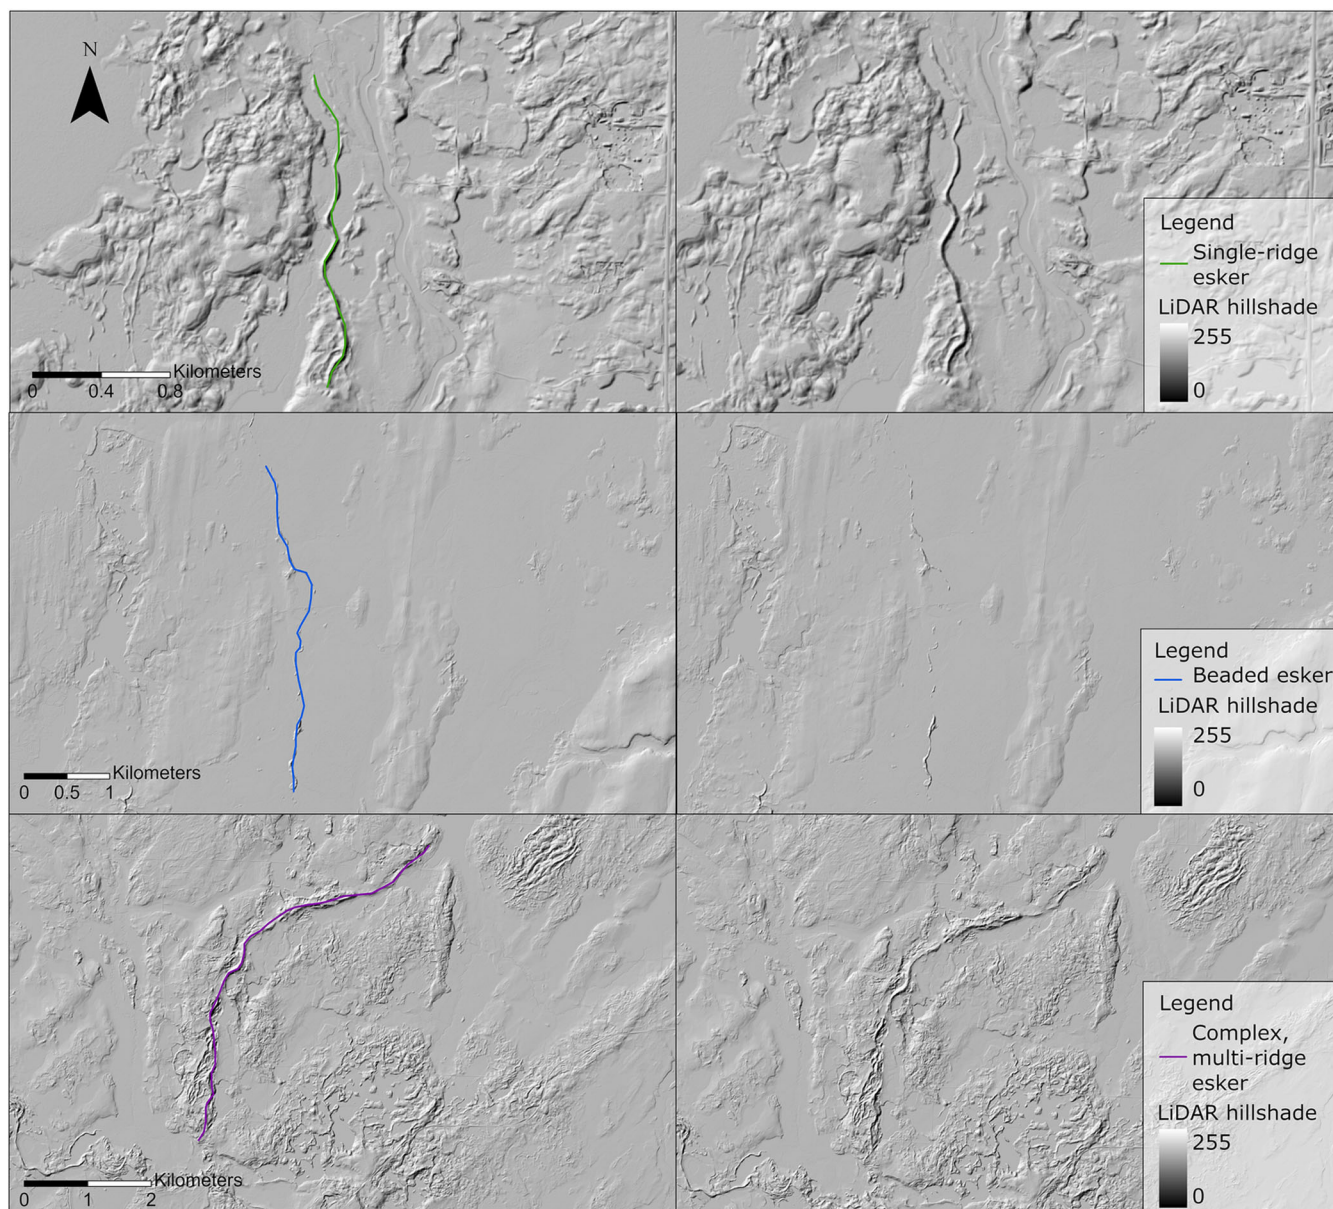 N
Kilometers
0 0.4 0.8
Legend
Single-ridge
esker
LiDAR hillshade
255
0
Kilometers
0 0.5 1
Legend
Beaded esker
LiDAR hillshade
255
0
Kilometers
0 1 2
Legend
Complex,
multi-ridge
esker
LiDAR hillshade
255
0